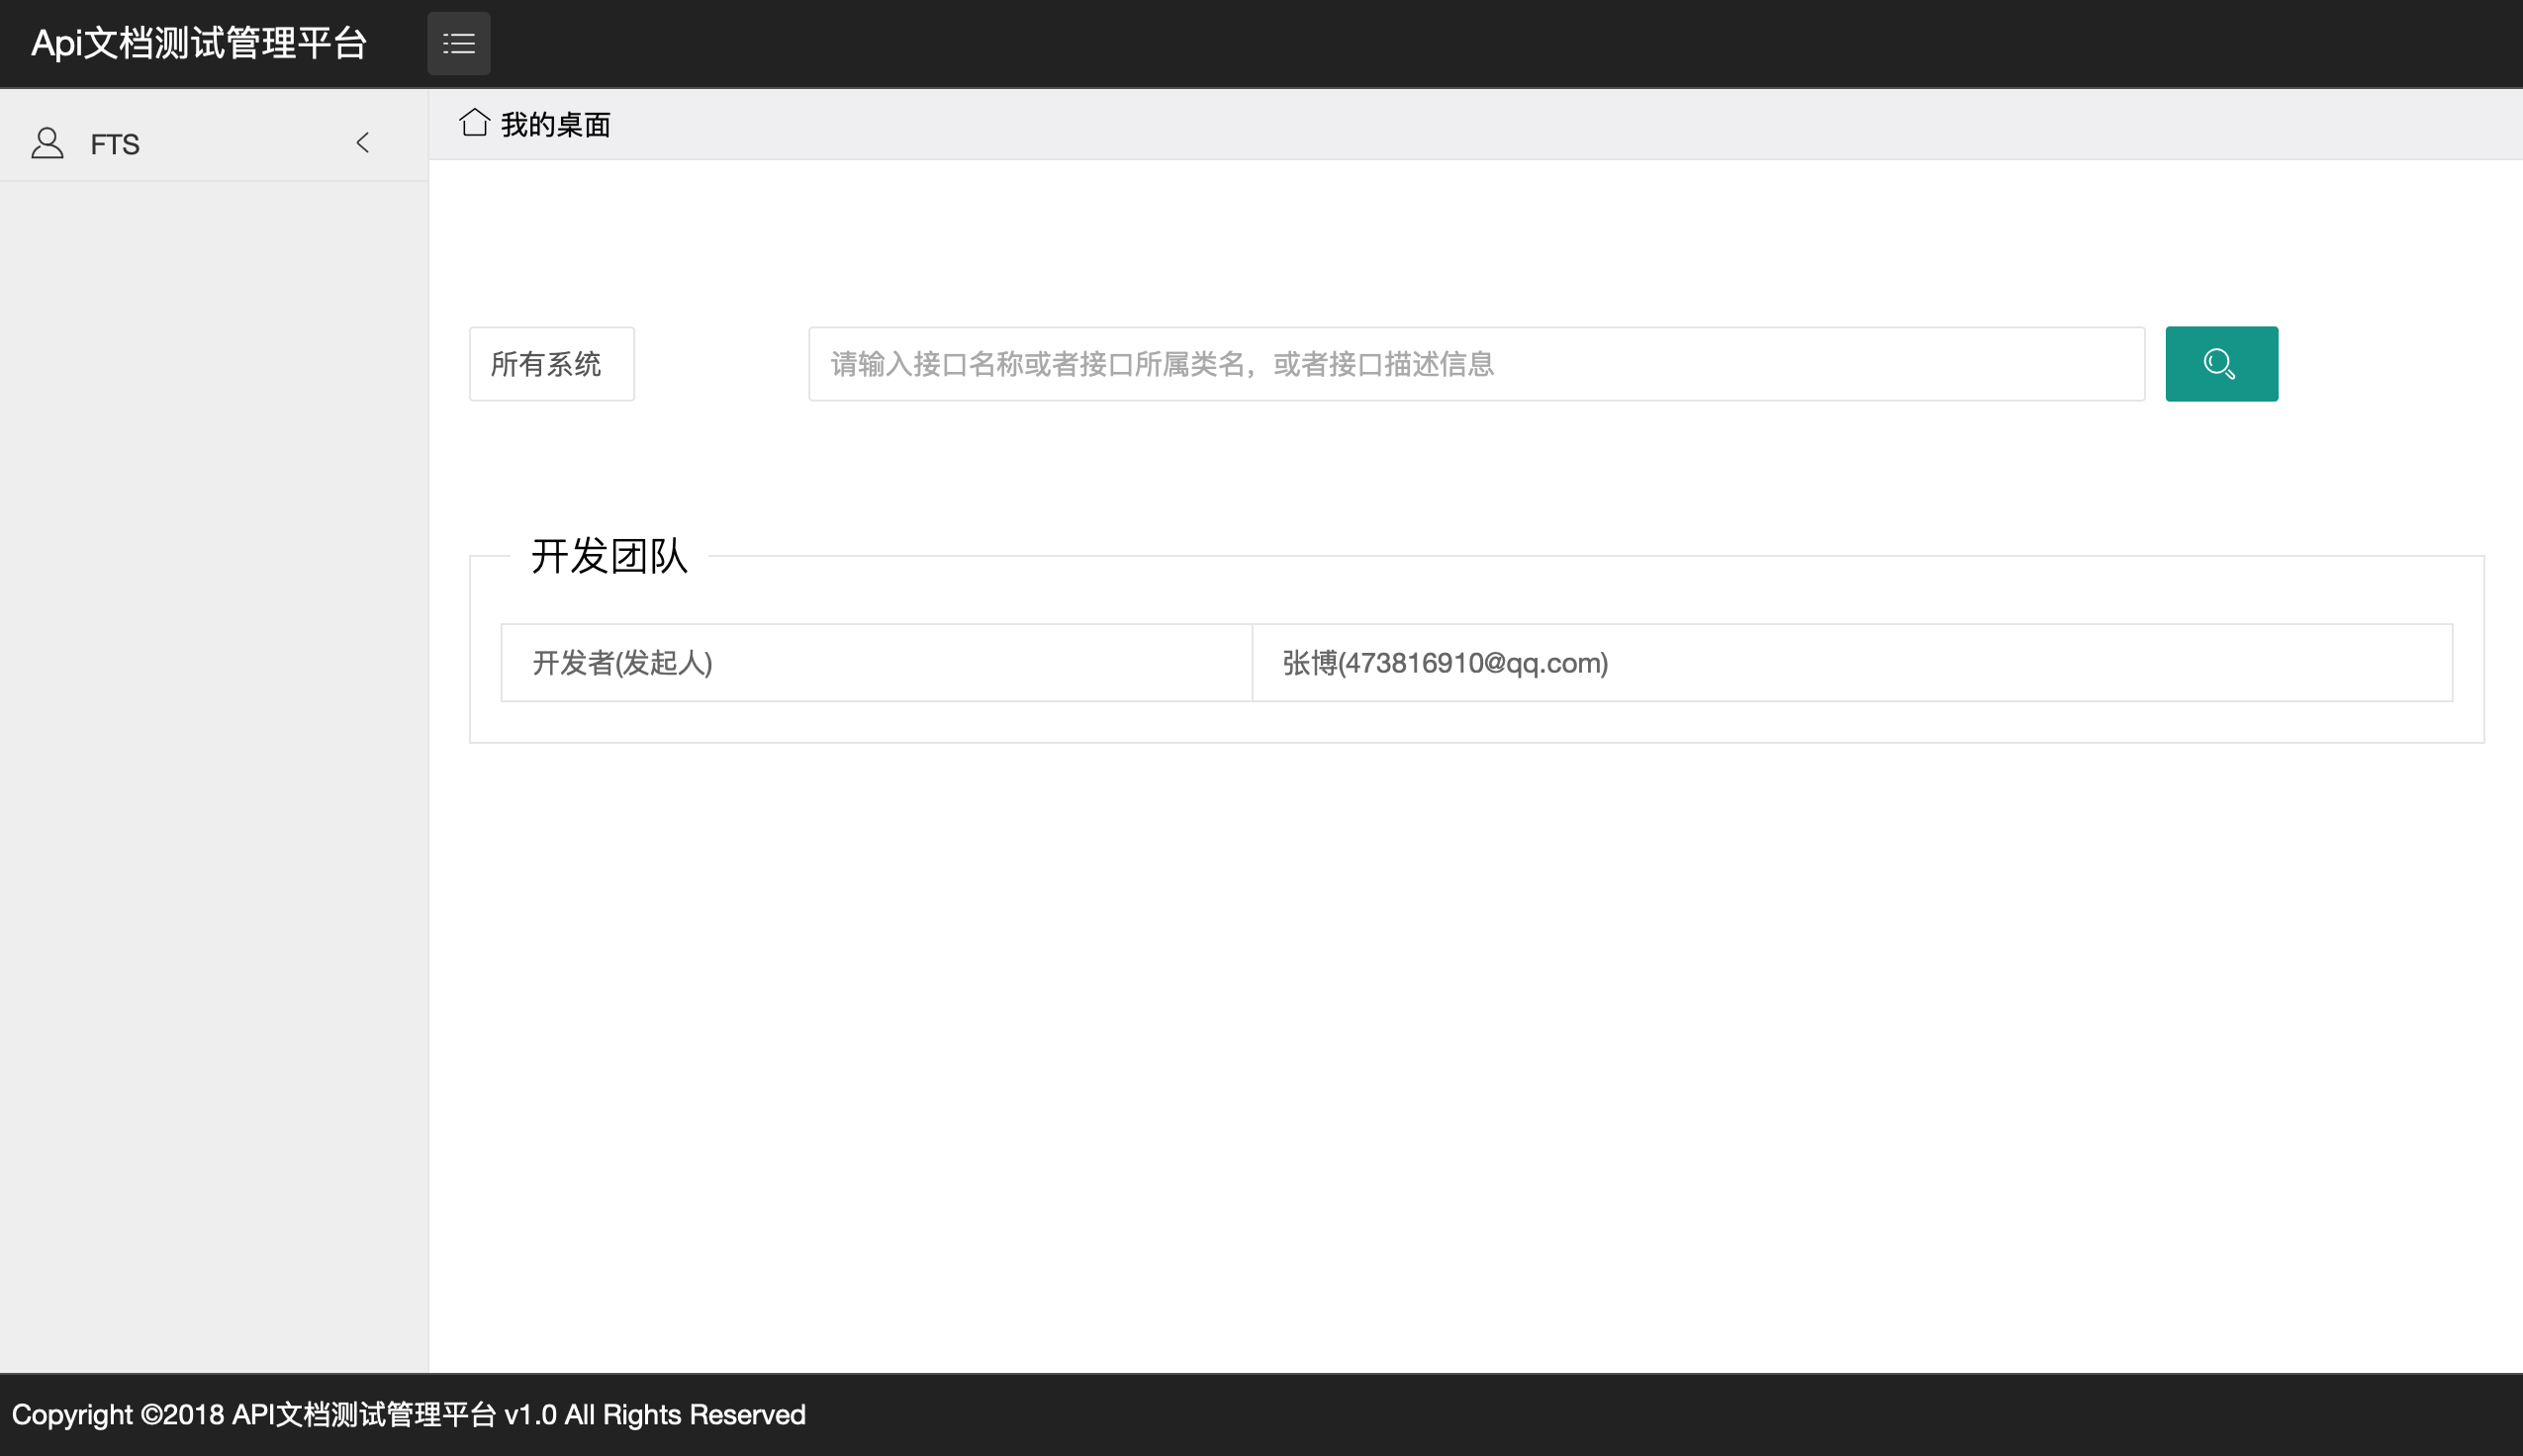 Api文档测试管理平台
FTS
我的桌面
所有系统
请输入接口名称或者接口所属类名，或者接口描述信息
开发团队
开发者(发起人)
张博(473816910@qq.com)
Copyright ©2018 API文档测试管理平台 v1.0 All Rights Reserved